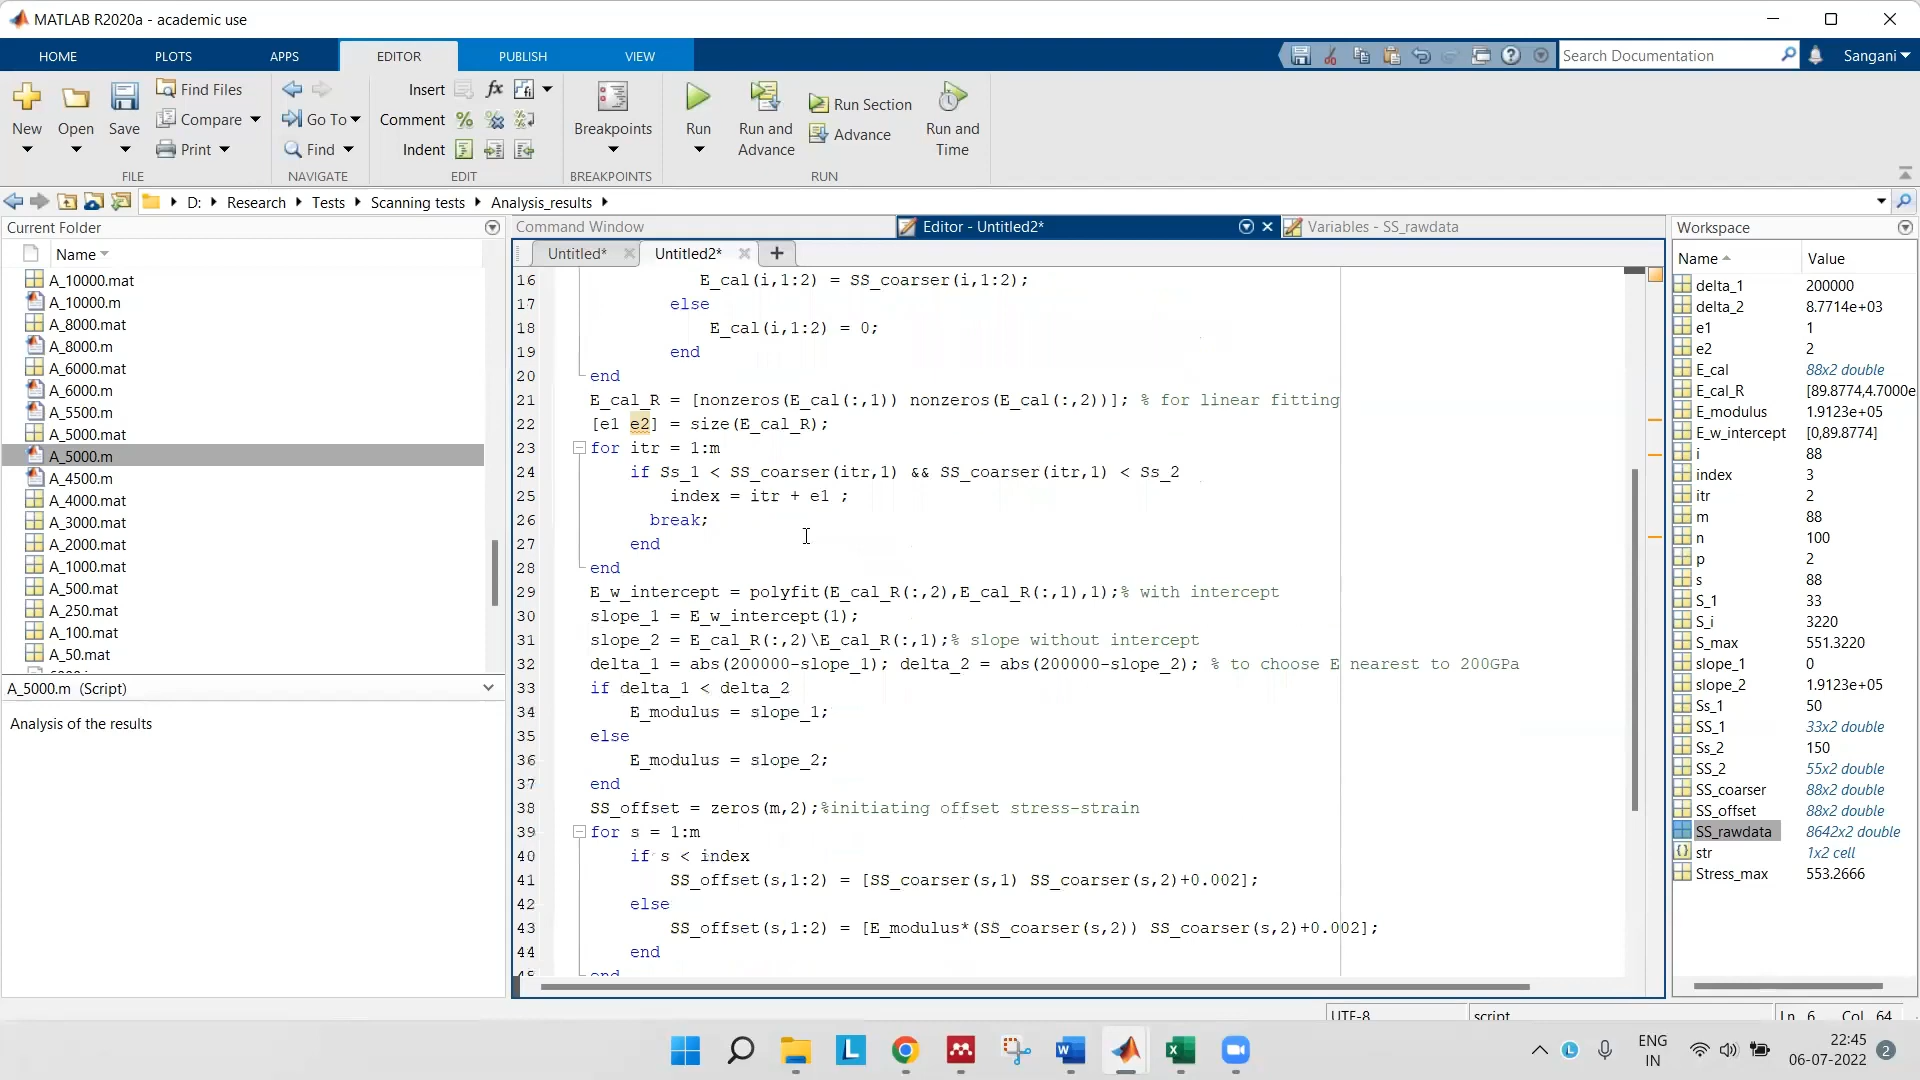 MATLAB R2020a - academic use
HOME PLOTS APPS EDITOR PUBLISH VIEW
Search Documentation
Sangani
New Open Save
Find Files
Compare
Print
Go To
Find
Insert
Comment
Indent
Breakpoints
Run
Run and Advance
Run Section
Advance
Run and Time
FILE NAVIGATE EDIT BREAKPOINTS RUN
D: Research Tests Scanning tests Analysis_results
Current Folder
Name
A_10000.mat
A_10000.m
A_8000.mat
A_8000.m
A_6000.mat
A_6000.m
A_5500.m
A_5000.mat
A_5000.m
A_4500.m
A_4000.mat
A_3000.mat
A_2000.mat
A_1000.mat
A_500.mat
A_250.mat
A_100.mat
A_50.mat
A_5000.m (Script)
Analysis of the results
Command Window
Editor - Untitled2*
Variables - SS_rawdata
Untitled* Untitled2*
16 E_cal(i,1:2) = SS_coarser(i,1:2);
17 else
18 E_cal(i,1:2) = 0;
19 end
20 end
21 E_cal_R = [nonzeros(E_cal(:,1)) nonzeros(E_cal(:,2))]; % for linear fitting
22 [e1 e2] = size(E_cal_R);
23 for itr = 1:m
24 if Ss_1 < SS_coarser(itr,1) && SS_coarser(itr,1) < Ss_2
25 index = itr + e1 ;
26 break;
27 end
28 end
29 E_w_intercept = polyfit(E_cal_R(:,2),E_cal_R(:,1),1);% with intercept
30 slope_1 = E_w_intercept(1);
31 slope_2 = E_cal_R(:,2)\E_cal_R(:,1);% slope without intercept
32 delta_1 = abs(200000-slope_1); delta_2 = abs(200000-slope_2); % to choose E nearest to 200GPa
33 if delta_1 < delta_2
34 E_modulus = slope_1;
35 else
36 E_modulus = slope_2;
37 end
38 SS_offset = zeros(m,2);%initiating offset stress-strain
39 for s = 1:m
40 if s < index
41 SS_offset(s,1:2) = [SS_coarser(s,1) SS_coarser(s,2)+0.002];
42 else
43 SS_offset(s,1:2) = [E_modulus*(SS_coarser(s,2)) SS_coarser(s,2)+0.002];
44 end
45 end
Workspace
Name Value
delta_1 200000
delta_2 8.7714e+03
e1 1
e2 2
E_cal 88x2 double
E_cal_R [89.8774,4.7000e
E_modulus 1.9123e+05
E_w_intercept [0,89.8774]
i 88
index 3
itr 2
m 88
n 100
p 2
s 88
S_1 33
S_i 3220
S_max 551.3220
slope_1 0
slope_2 1.9123e+05
Ss_1 50
SS_1 33x2 double
Ss_2 150
SS_2 55x2 double
SS_coarser 88x2 double
SS_offset 88x2 double
SS_rawdata 8642x2 double
str 1x2 cell
Stress_max 553.2666
UTF-8 script Ln 6 Col 64
ENG
IN
22:45
06-07-2022
2